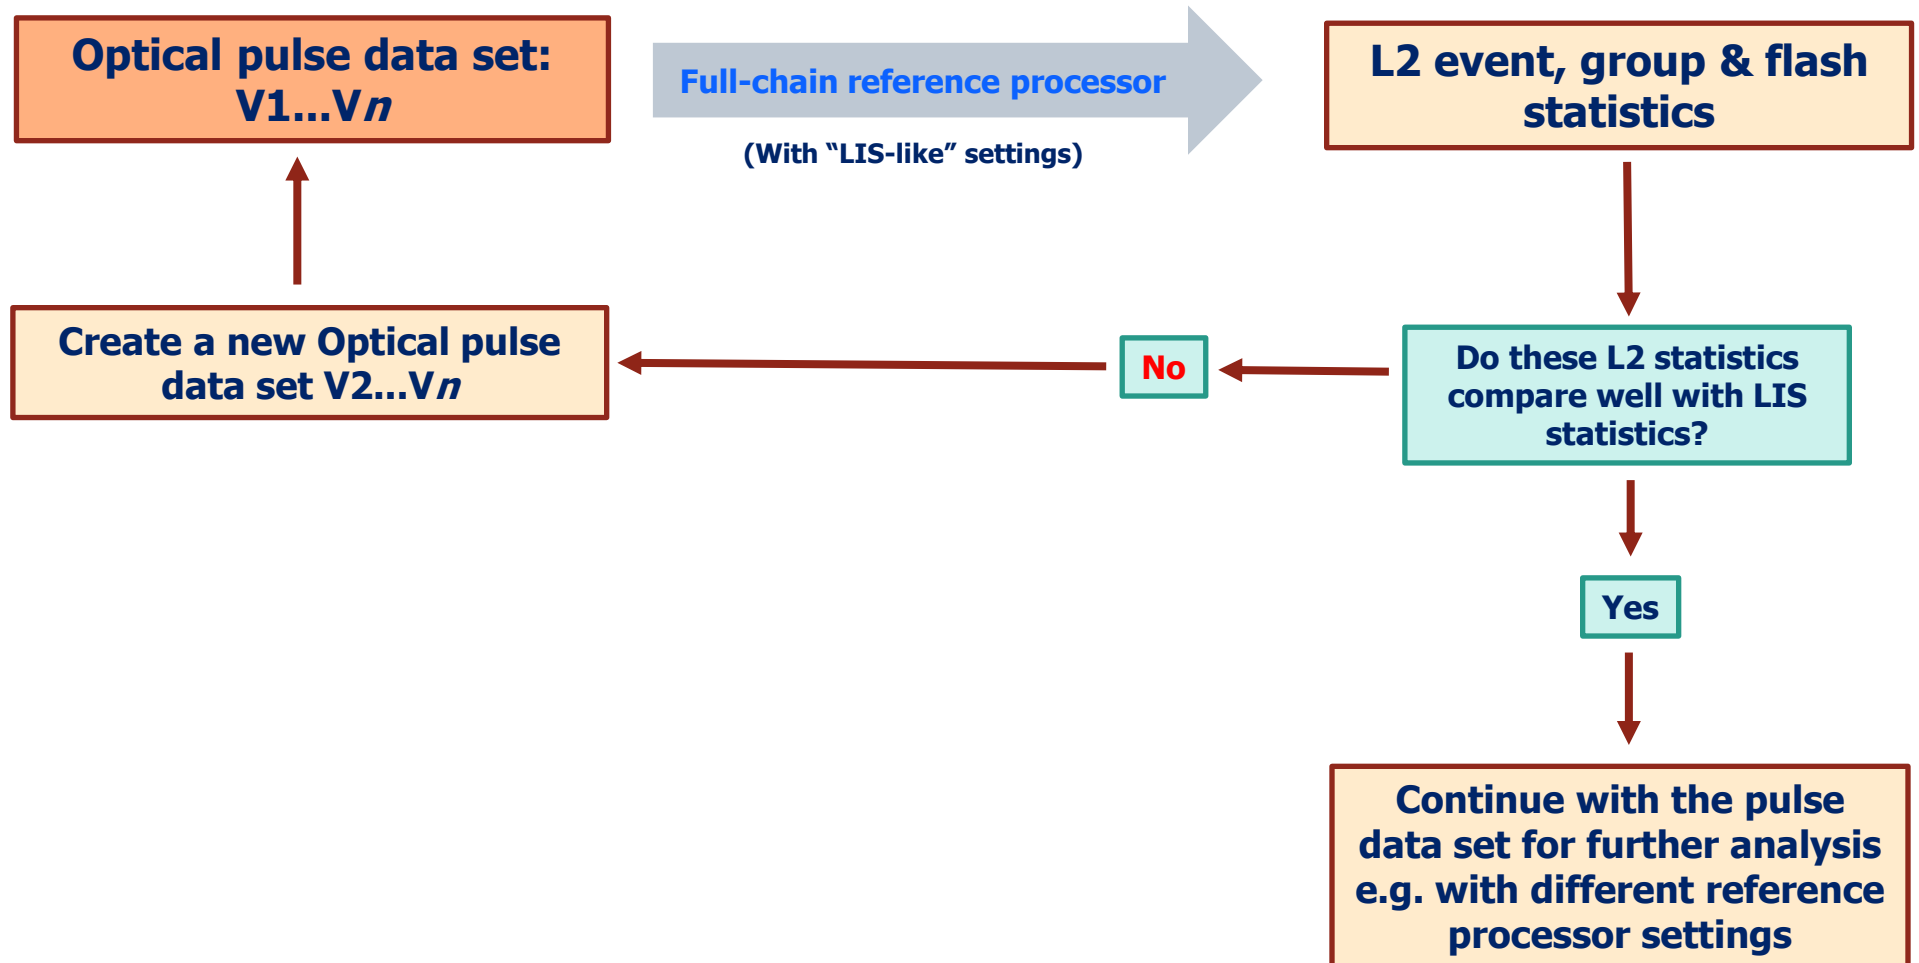 Optical pulse data set:
V1...Vn
Full-chain reference processor
(With “LIS-like” settings)
L2 event, group & flash
statistics
Create a new Optical pulse
data set V2...Vn
No
Do these L2 statistics
compare well with LIS
statistics?
Yes
Continue with the pulse
data set for further analysis
e.g. with different reference
processor settings